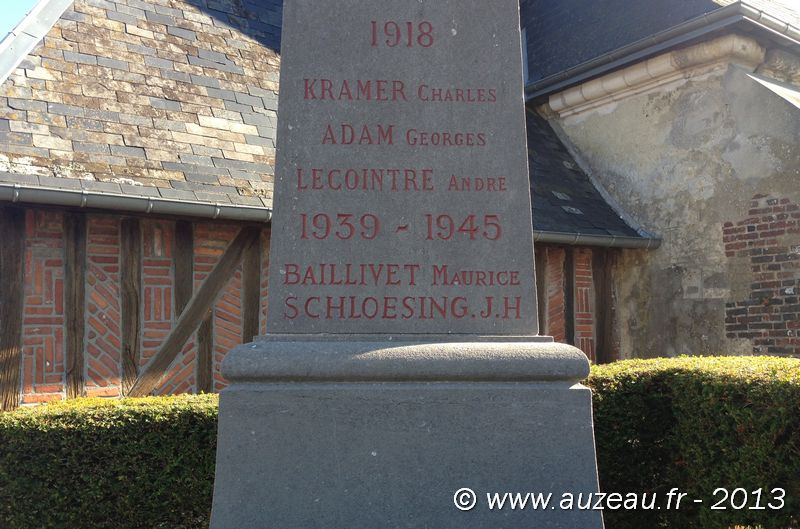 1918
KRAMER CHARLES
ADAM GEORGES
LECOINTRE ANDRE
1939 - 1945
BAILLIVET MAURICE
SCHLOESING.J.H
© www.auzeau.fr - 2013